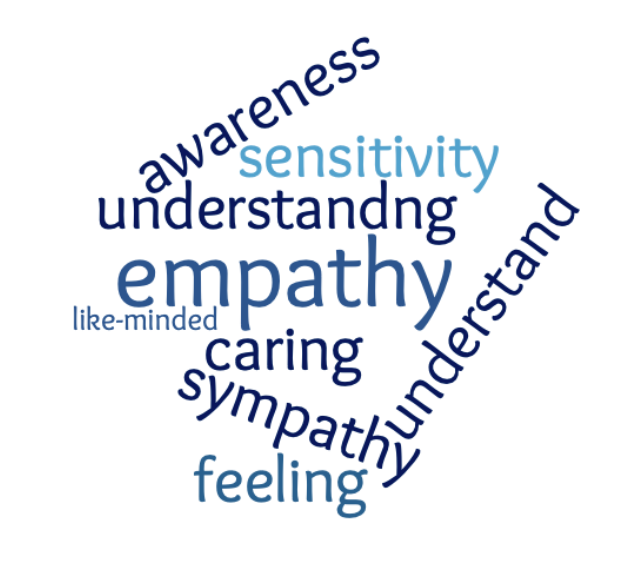 awareness
sensitivity
understandng
empathy
like-minded
caring
understand
sympathy
feeling